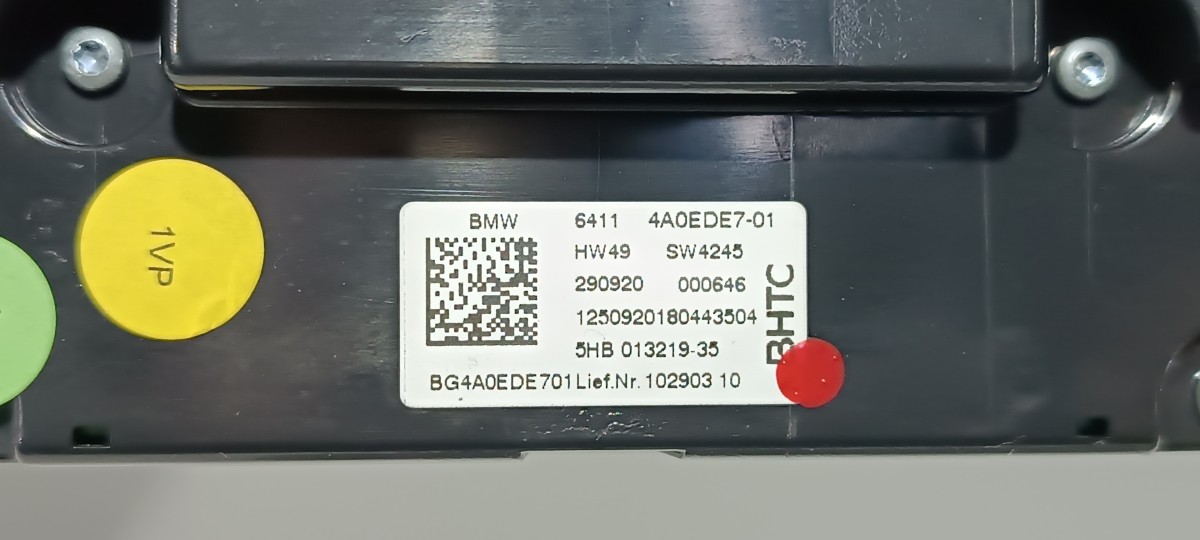 BMW 6411 4A0EDE7-01
HW49 SW4245
290920 000646
1250920180443504
5HB 013219-35
BG4A0EDE701 Lief.Nr. 102903 10
BHTC
1VP